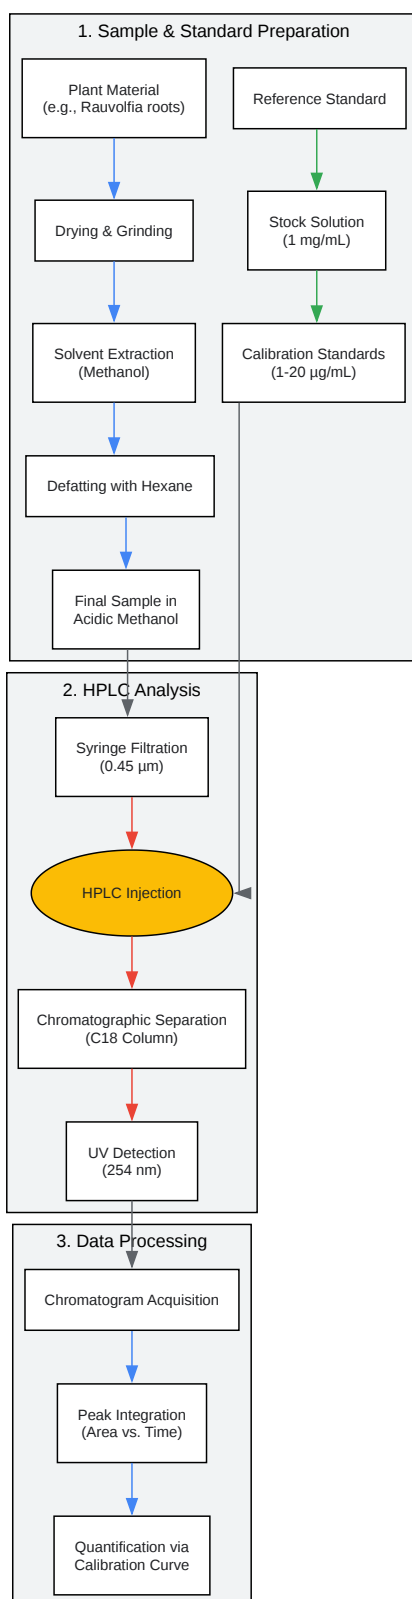 1. Sample & Standard Preparation
Plant Material
(e.g., Rauvolfia roots)
Reference Standard
Drying & Grinding
Stock Solution
(1 mg/mL)
Solvent Extraction
(Methanol)
Calibration Standards
(1-20 µg/mL)
Defatting with Hexane
Final Sample in
Acidic Methanol
2. HPLC Analysis
Syringe Filtration
(0.45 µm)
HPLC Injection
Chromatographic Separation
(C18 Column)
UV Detection
(254 nm)
3. Data Processing
Chromatogram Acquisition
Peak Integration
(Area vs. Time)
Quantification via
Calibration Curve